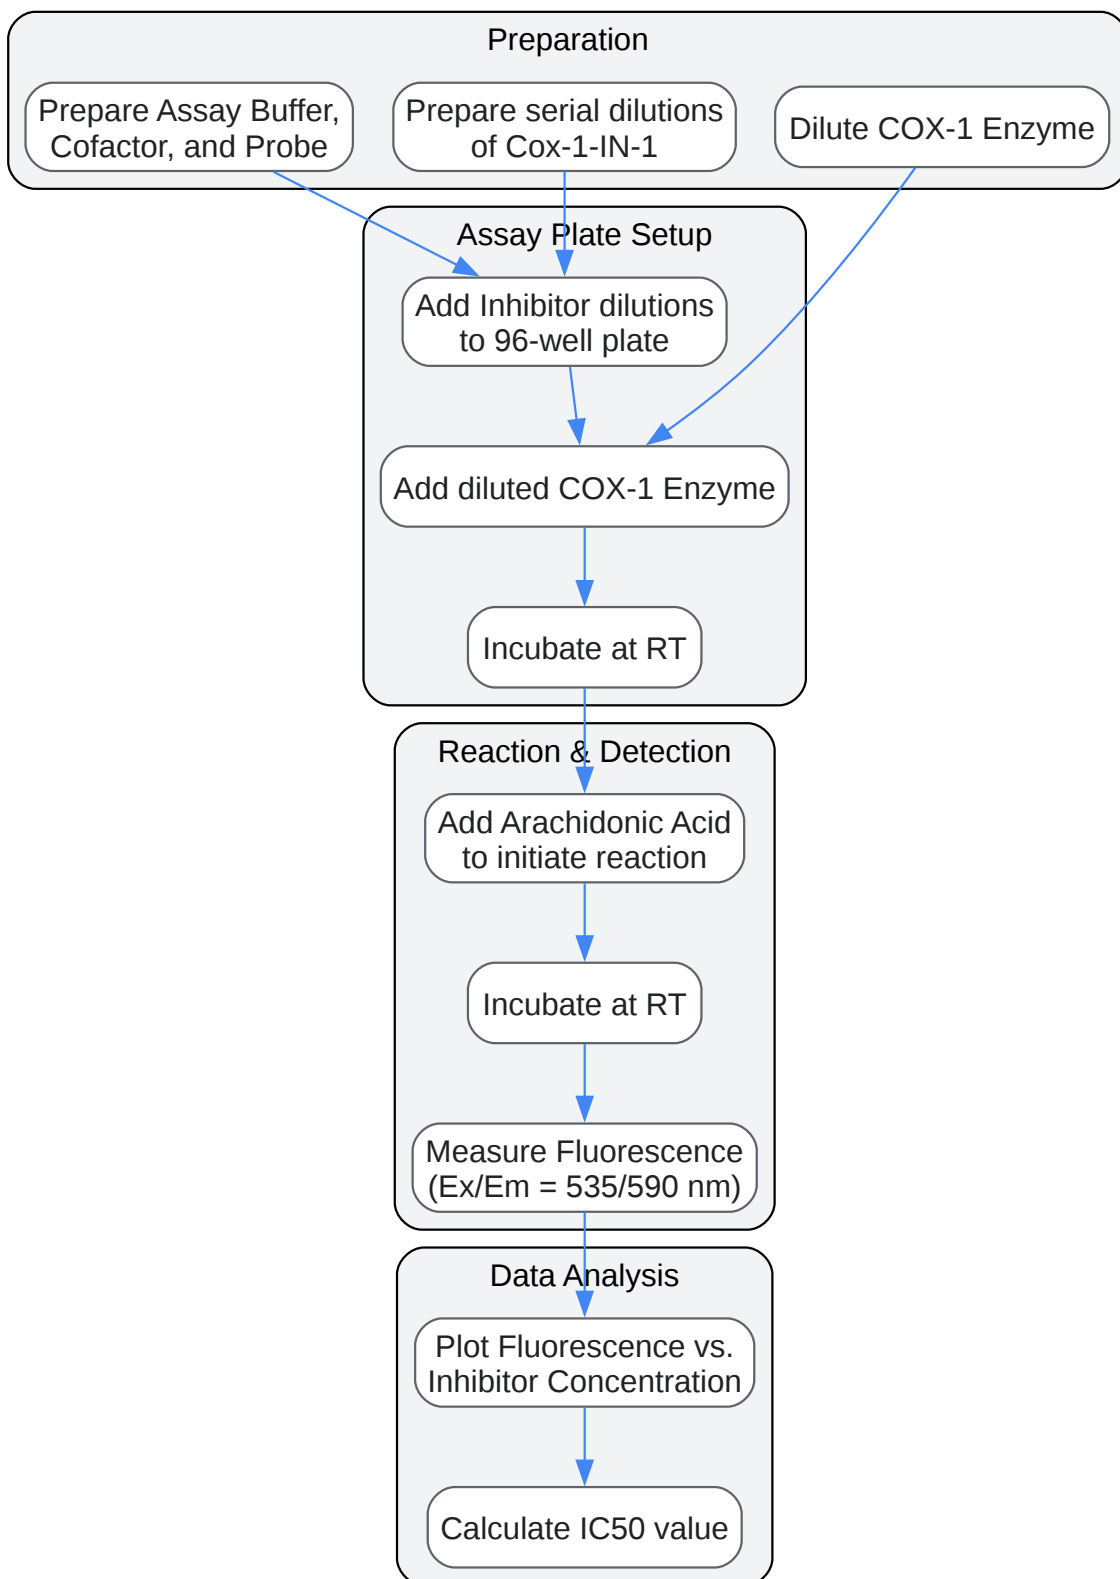 Preparation
Prepare Assay Buffer,
Cofactor, and Probe
Prepare serial dilutions
of Cox-1-IN-1
Dilute COX-1 Enzyme
Assay Plate Setup
Add Inhibitor dilutions
to 96-well plate
Add diluted COX-1 Enzyme
Incubate at RT
Reaction & Detection
Add Arachidonic Acid
to initiate reaction
Incubate at RT
Measure Fluorescence
(Ex/Em = 535/590 nm)
Data Analysis
Plot Fluorescence vs.
Inhibitor Concentration
Calculate IC50 value